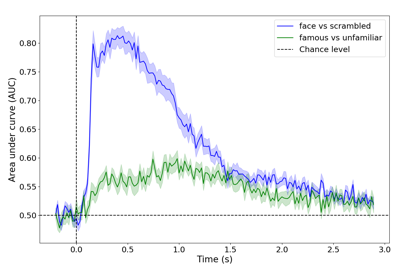 face vs scrambled
famous vs unfamiliar
Chance level
Area under curve (AUC)
0.80
0.75
0.70
0.65
0.60
0.55
0.50
0.0
0.5
1.0
1.5
2.0
2.5
3.0
Time (s)